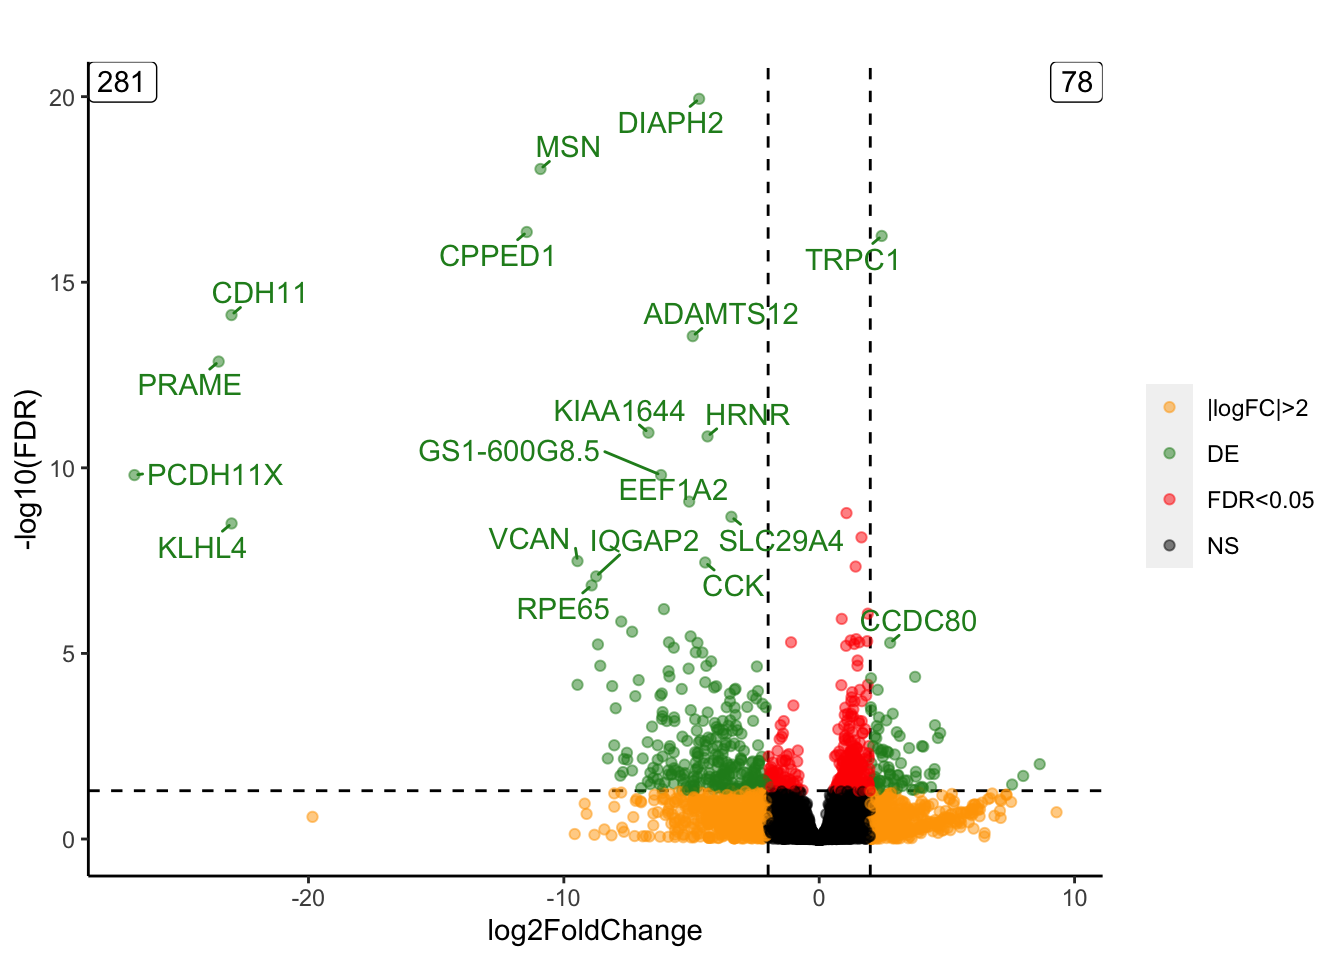 281
78
20
DIAPH2
MSN
CPPED1
TRPC1
15
CDH11
ADAMTS12
PRAME
KIAA1644
HRNR
|logFC|>2
GS1-600G8.5
DE
10
PCDH11X
EEF1A2
FDR<0.05
KLHL4
VCAN
IQGAP2
SLC29A4
NS
CCK
RPE65
CCDC80
5
0
-log10(FDR)
-20
-10
0
10
log2FoldChange